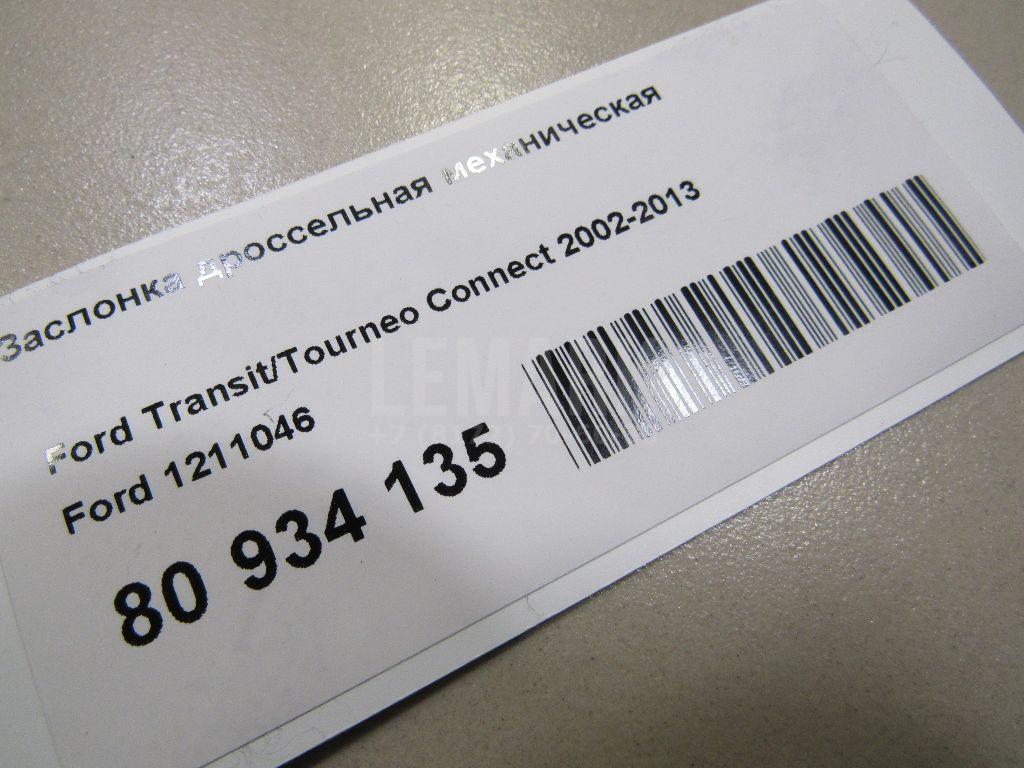 Заслонка дроссельная механическая
Ford Transit/Tourneo Connect 2002-2013
Ford 1211046
80 934 135